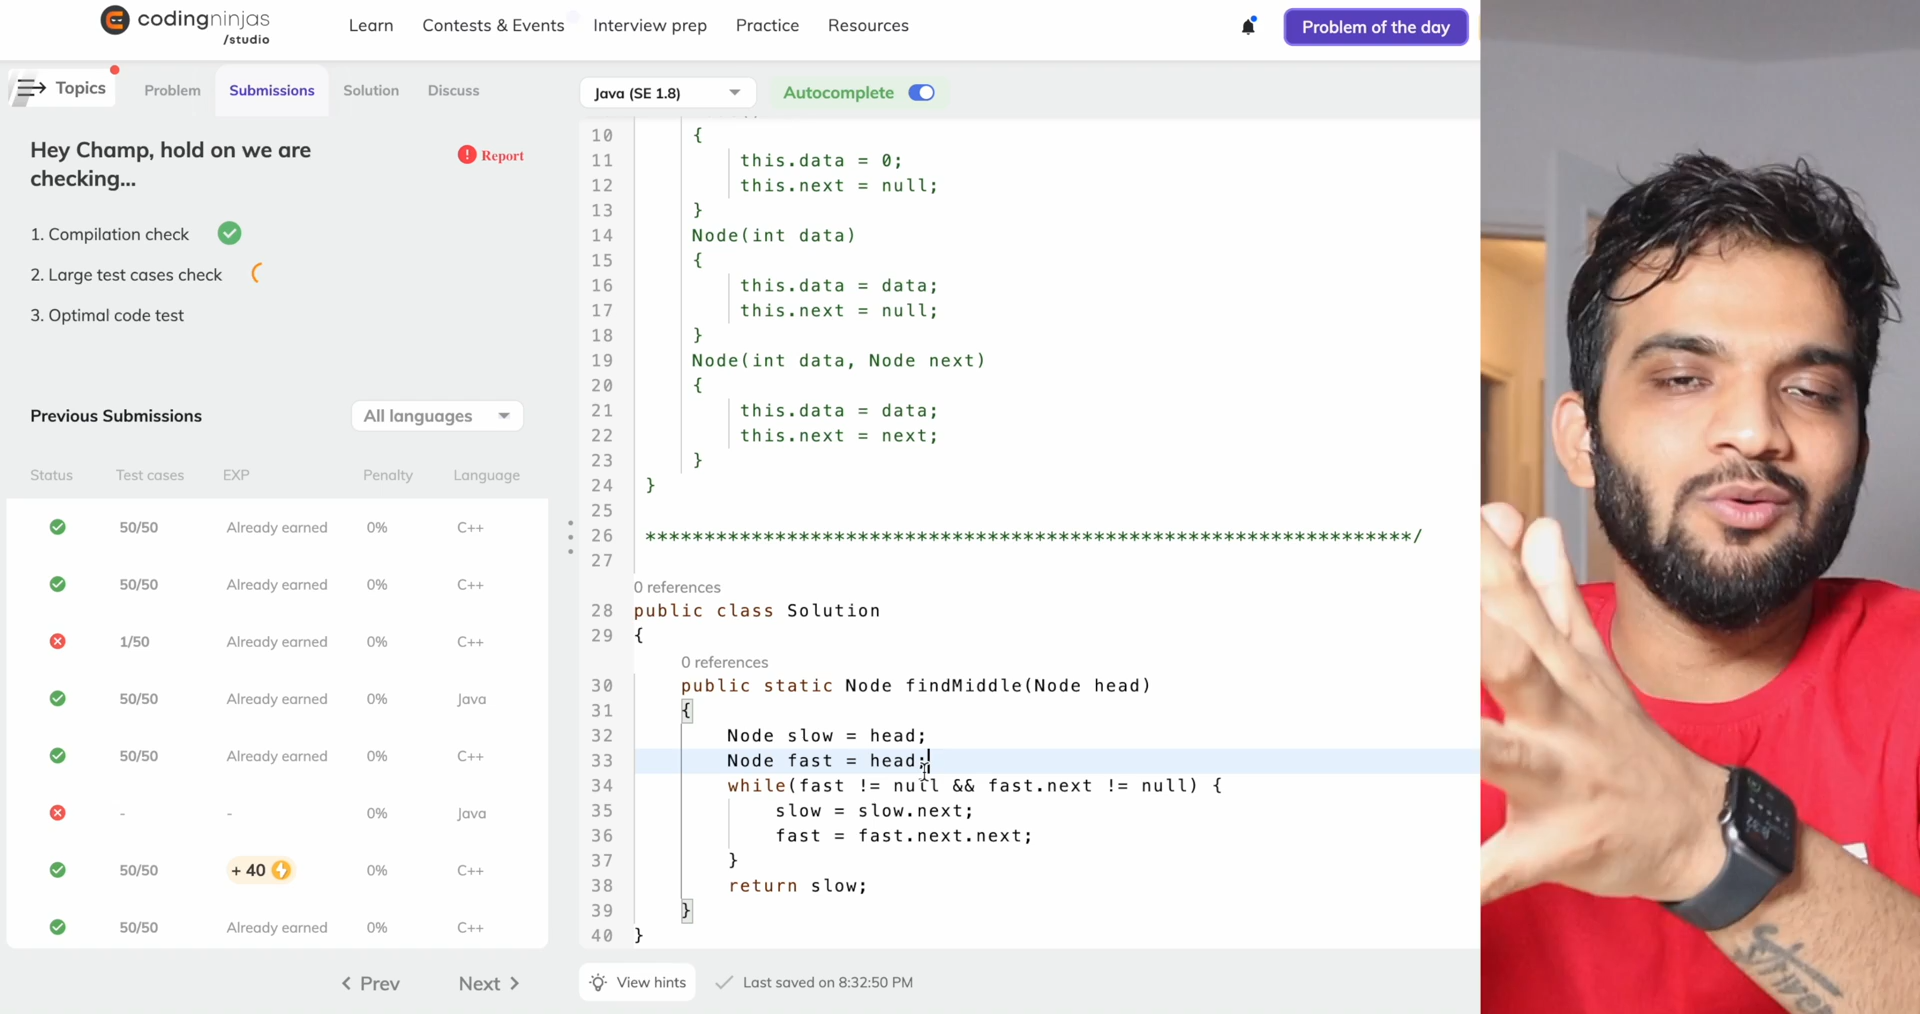 codingninjas
/studio
Learn
Contests & Events
Interview prep
Practice
Resources
Problem of the day
Topics
Problem
Submissions
Solution
Discuss
Hey Champ, hold on we are
checking...
Report
1. Compilation check
2. Large test cases check
3. Optimal code test
Previous Submissions
All languages
Status Test cases EXP Penalty Language
50/50 Already earned 0% C++
50/50 Already earned 0% C++
1/50 Already earned 0% C++
50/50 Already earned 0% Java
50/50 Already earned 0% C++
- - 0% Java
50/50 + 40 0% C++
50/50 Already earned 0% C++
Prev
Next
Java (SE 1.8)
Autocomplete
10 {
11 this.data = 0;
12 this.next = null;
13 }
14 Node(int data)
15 {
16 this.data = data;
17 this.next = null;
18 }
19 Node(int data, Node next)
20 {
21 this.data = data;
22 this.next = next;
23 }
24 }
25
26 *****************************************************************/
27
0 references
28 public class Solution
29 {
0 references
30 public static Node findMiddle(Node head)
31 {
32 Node slow = head;
33 Node fast = head;
34 while(fast != null && fast.next != null) {
35 slow = slow.next;
36 fast = fast.next.next;
37 }
38 return slow;
39 }
40 }
View hints
Last saved on 8:32:50 PM